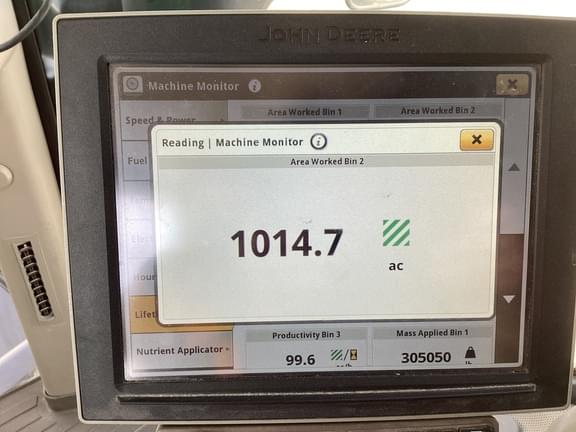 JOHN DEERE
Machine Monitor
Area Worked Bin 1
Area Worked Bin 2
Speed & Power
Reading | Machine Monitor
Fuel
Area Worked Bin 2
1014.7
ac
Hour
Lifet
Productivity Bin 3
Mass Applied Bin 1
Nutrient Applicator
99.6
305050